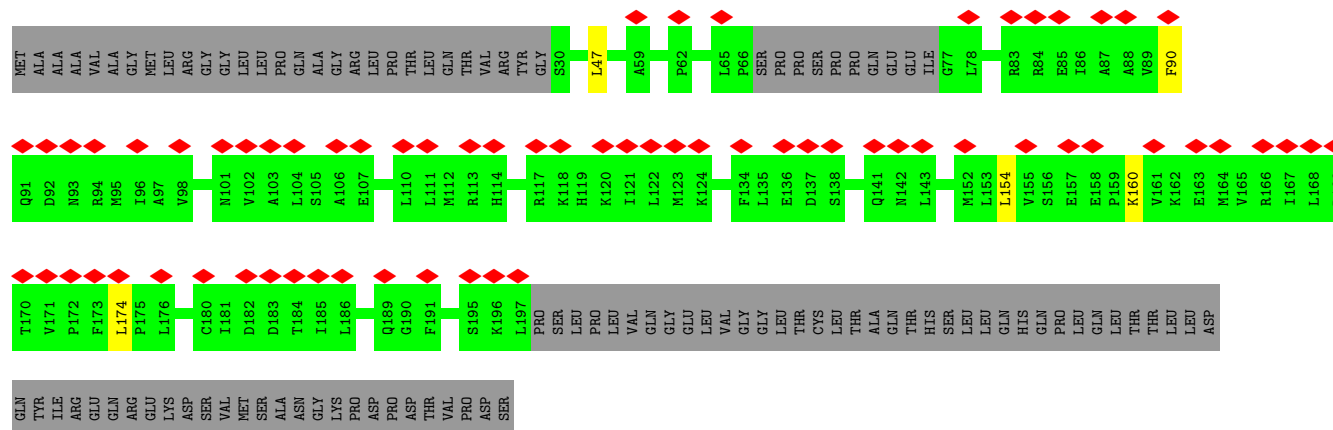 MET ALA ALA ALA VAL ALA GLY MET LEU ARG GLY GLY LEU LEU PRO GLN ALA GLY ARG LEU PRO THR LEU GLN THR VAL ARG TYR GLY S30 L47 A59 P62 L65 P66 SER PRO PRO SER PRO PRO GLN GLU GLU ILE G77 L78 R83 R84 E85 I86 A87 A88 V89 F90
Q91 D92 N93 R94 M95 I96 A97 V98 N101 V102 A103 L104 S105 A106 E107 L110 L111 M112 R113 H114 R117 K118 H119 K120 I121 L122 M123 K124 F134 L135 E136 D137 S138 Q141 N142 L143 M152 L153 L154 V155 S156 E157 E158 P159 K160 V161 K162 E163 M164 V165 R166 I167 L168
T170 V171 P172 F173 L174 P175 L176 C180 I181 D182 D183 T184 I185 L186 Q189 G190 F191 S195 K196 L197 PRO SER LEU PRO LEU VAL GLN GLY GLU LEU VAL GLY GLY LEU THR CYS LEU THR ALA GLN THR HIS SER LEU LEU GLN HIS GLN PRO LEU GLN LEU THR THR LEU LEU ASP
GLN TYR ILE ARG GLU GLN ARG GLU LYS ASP SER VAL MET SER ALA ASN GLY LYS PRO ASP PRO ASP THR VAL PRO ASP SER